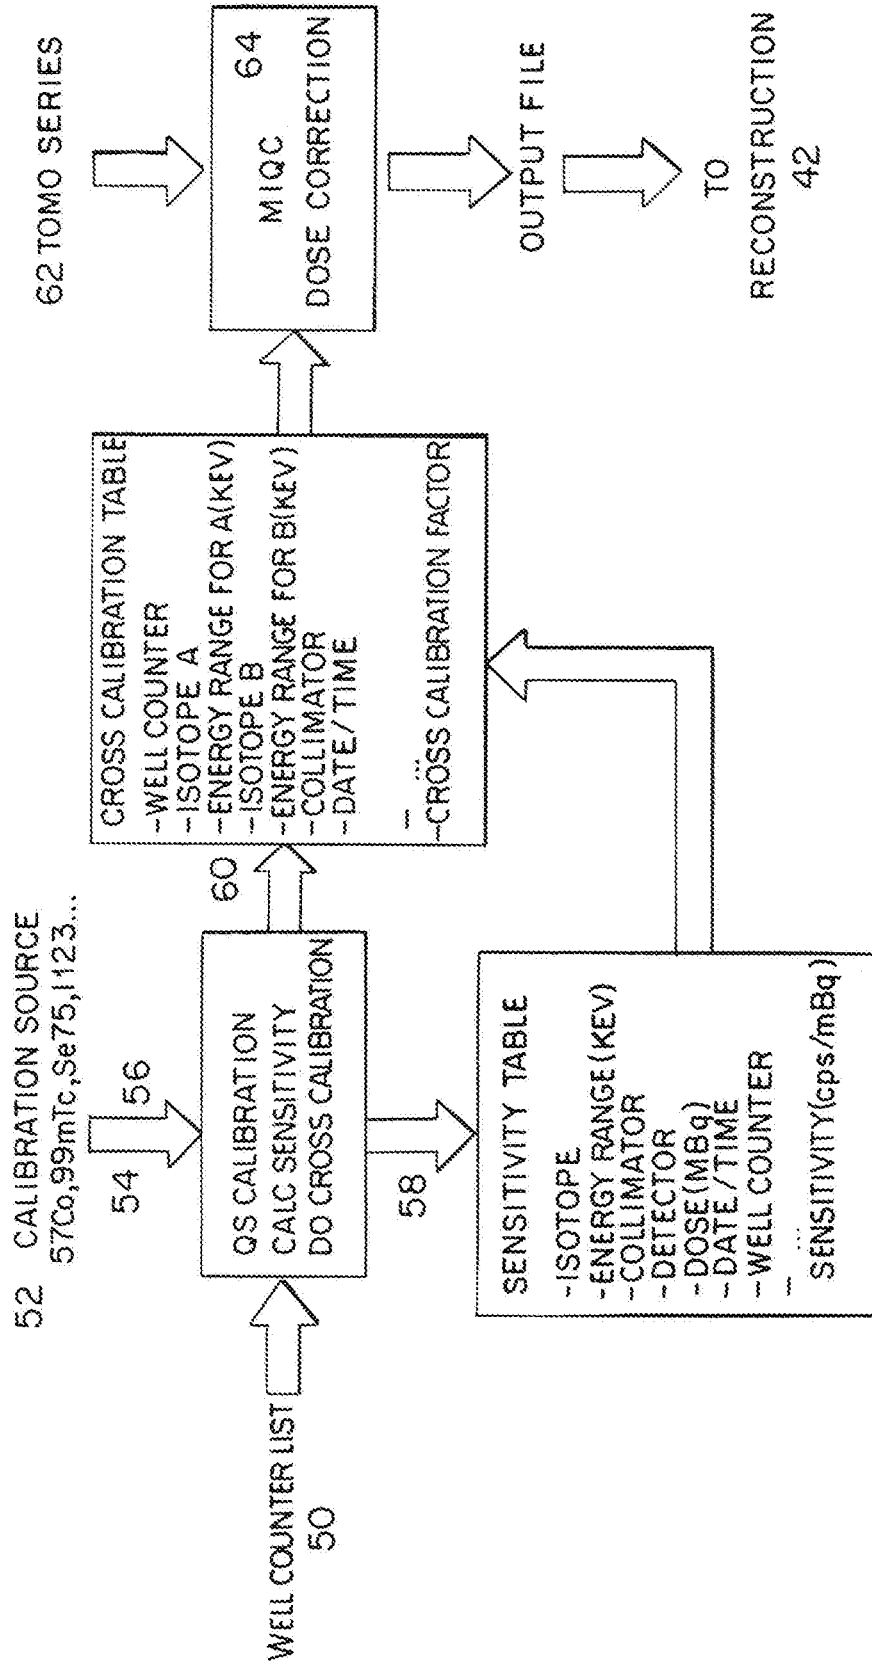 52 CALIBRATION SOURCE
57Co,99mTc,Se75,I123...
54
56
WELL COUNTER LIST
50
QS CALIBRATION
CALC SENSITIVITY
DO CROSS CALIBRATION
58
60
SENSITIVITY TABLE
-ISOTOPE
-ENERGY RANGE(KEV)
-COLLIMATOR
-DETECTOR
-DOSE(MBq)
-DATE/TIME
-WELL COUNTER
- ...
SENSITIVITY(cps/mBq)
CROSS CALIBRATION TABLE
-WELL COUNTER
-ISOTOPE A
-ENERGY RANGE FOR A(KEV)
-ISOTOPE B
-ENERGY RANGE FOR B(KEV)
-COLLIMATOR
-DATE/TIME
- ...
-CROSS CALIBRATION FACTOR
62 TOMO SERIES
MIQC
64
DOSE CORRECTION
OUTPUT FILE
TO
RECONSTRUCTION
42